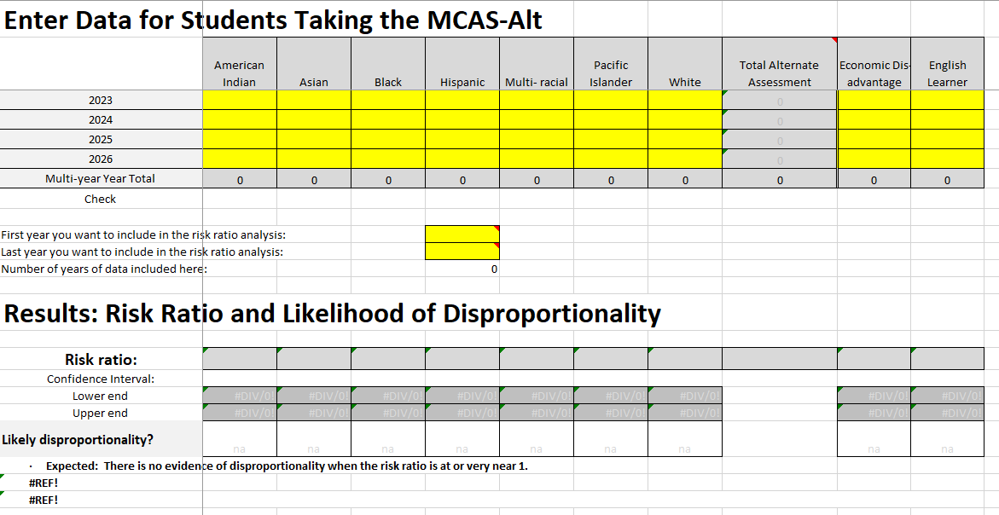 Enter Data for Students Taking the MCAS-Alt
American Indian Asian Black Hispanic Multi- racial Pacific Islander White Total Alternate Assessment Economic Dis-advantage English Learner
2023 0
2024 0
2025 0
2026 0
Multi-year Year Total 0 0 0 0 0 0 0 0 0 0
Check
First year you want to include in the risk ratio analysis:
Last year you want to include in the risk ratio analysis:
Number of years of data included here: 0
Results: Risk Ratio and Likelihood of Disproportionality
Risk ratio:
Confidence Interval:
Lower end #DIV/0! #DIV/0! #DIV/0! #DIV/0! #DIV/0! #DIV/0! #DIV/0! #DIV/0! #DIV/0!
Upper end #DIV/0! #DIV/0! #DIV/0! #DIV/0! #DIV/0! #DIV/0! #DIV/0! #DIV/0! #DIV/0!
Likely disproportionality? na na na na na na na na na
· Expected: There is no evidence of disproportionality when the risk ratio is at or very near 1.
#REF!
#REF!